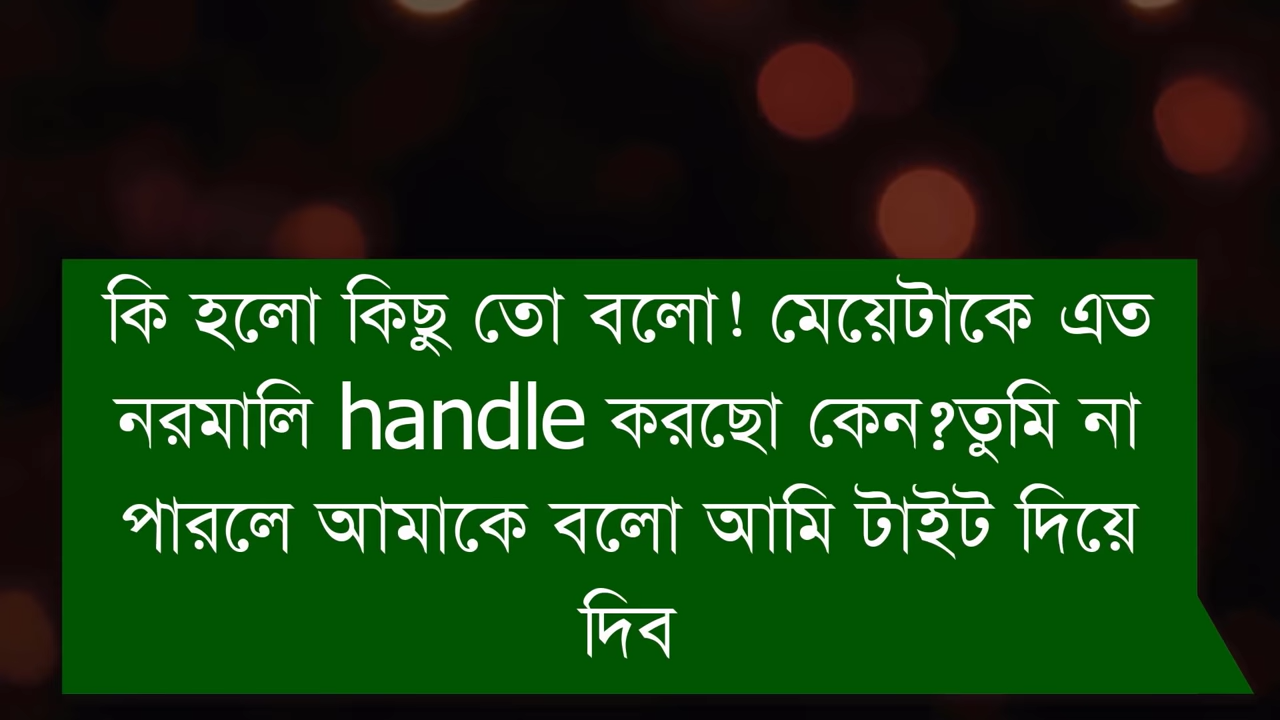 কি হলো কিছু তো বলো! মেয়েটাকে এত
নরমালি handle করছো কেন?তুমি না
পারলে আমাকে বলো আমি টাইট দিয়ে
দিব